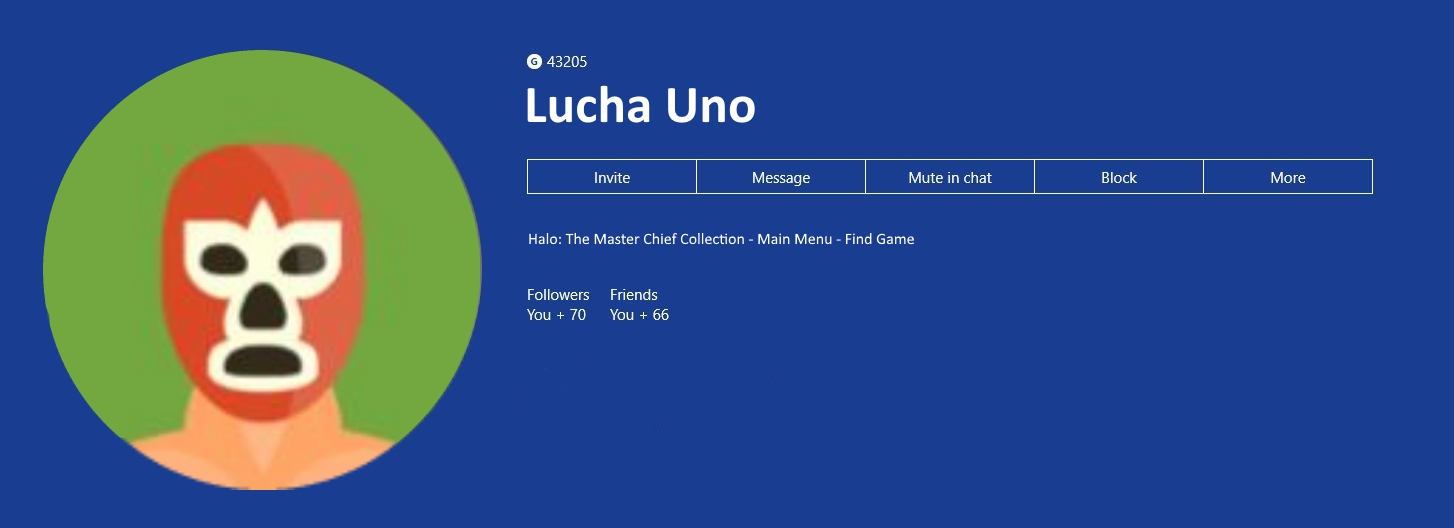 G 43205
Lucha Uno
Invite Message Mute in chat Block More
Halo: The Master Chief Collection - Main Menu - Find Game
Followers Friends
You + 70 You + 66